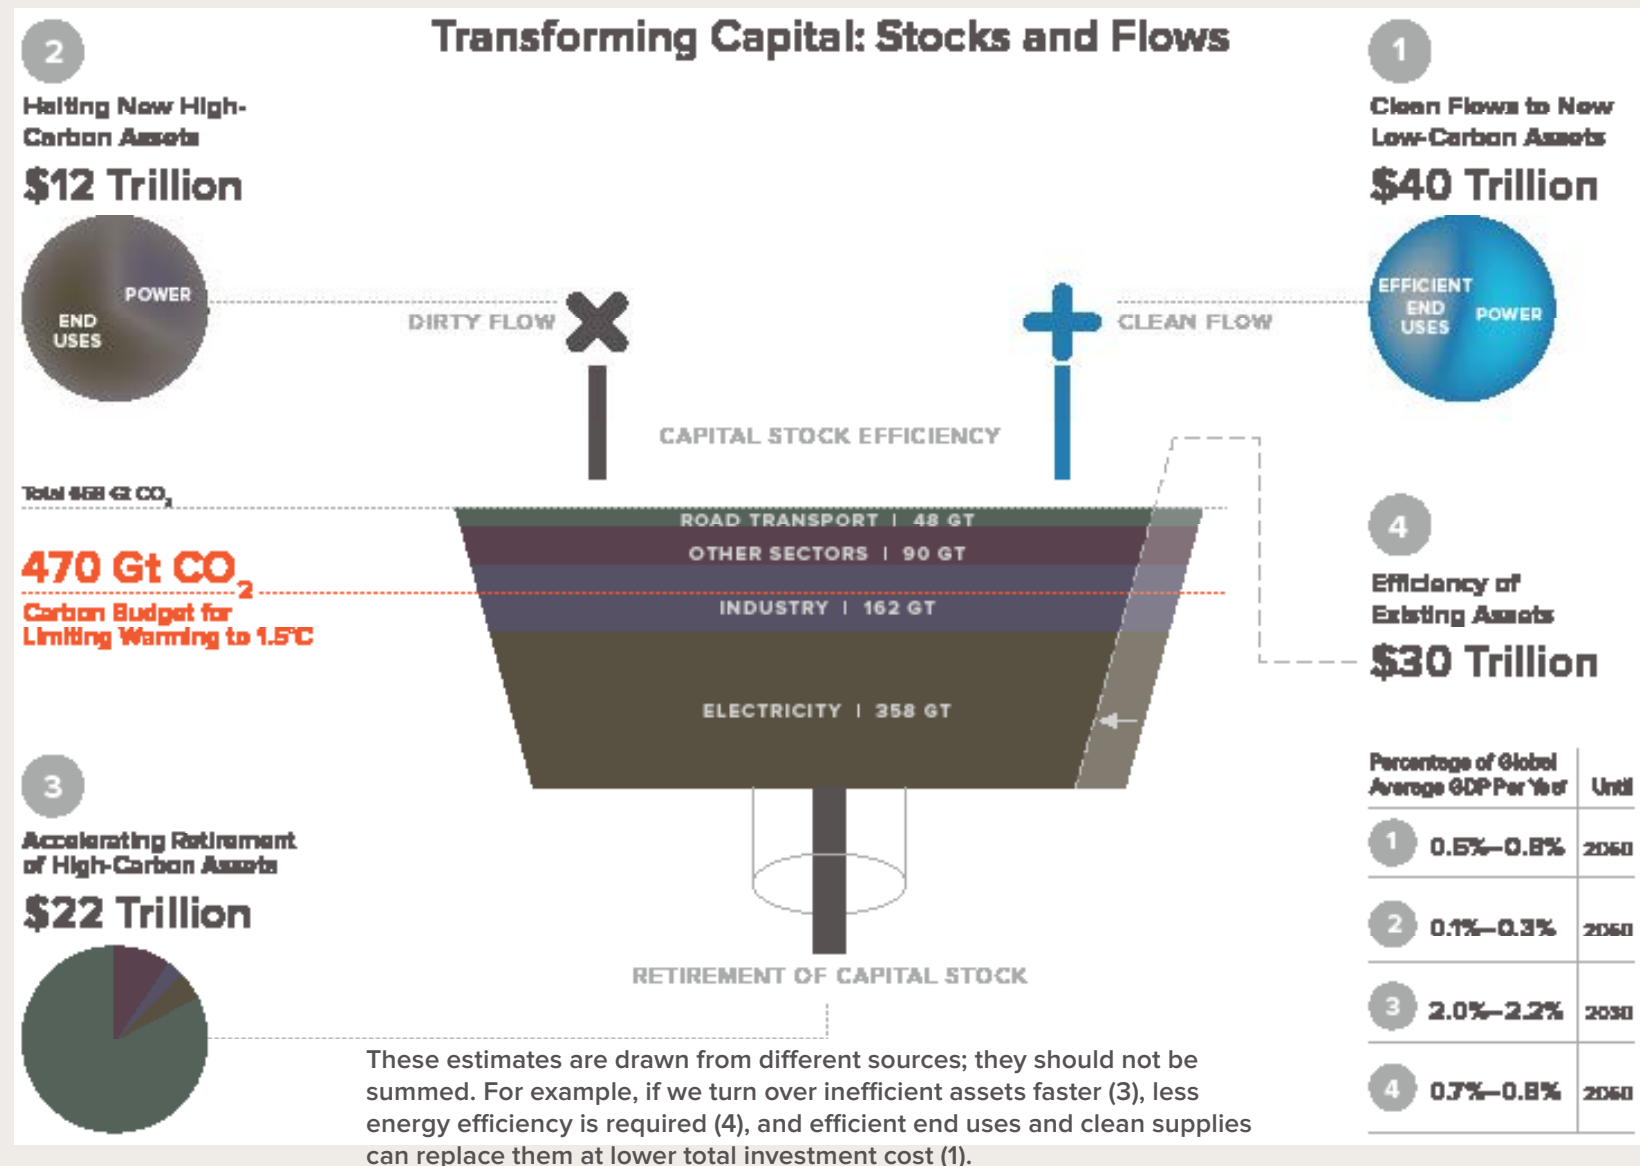 Transforming Capital: Stocks and Flows
2
Halting New High-
Carbon Assets
$12 Trillion
POWER
END
USES
DIRTY FLOW
1
Clean Flows to New
Low-Carbon Assets
$40 Trillion
EFFICIENT
END
USES
POWER
CLEAN FLOW
CAPITAL STOCK EFFICIENCY
Total 658 Gt CO2
470 Gt CO2
Carbon Budget for
Limiting Warming to 1.5°C
ROAD TRANSPORT | 48 GT
OTHER SECTORS | 90 GT
INDUSTRY | 162 GT
ELECTRICITY | 358 GT
4
Efficiency of
Existing Assets
$30 Trillion
3
Accelerating Retirement
of High-Carbon Assets
$22 Trillion
RETIREMENT OF CAPITAL STOCK
Percentage of Global
Average GDP Per Year
Until
1
2050
2 0.1%–0.3% 2050
3 2.0%–2.2% 2030
4 0.7%–0.8% 2050
These estimates are drawn from different sources; they should not be
summed. For example, if we turn over inefficient assets faster (3), less
energy efficiency is required (4), and efficient end uses and clean supplies
can replace them at lower total investment cost (1).